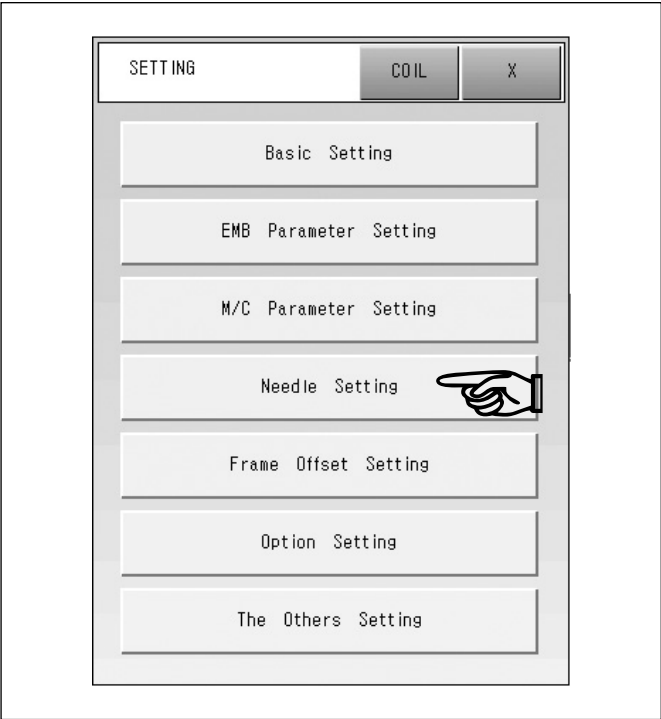 SETTING COIL X
Basic Setting
EMB Parameter Setting
M/C Parameter Setting
Needle Setting
Frame Offset Setting
Option Setting
The Others Setting